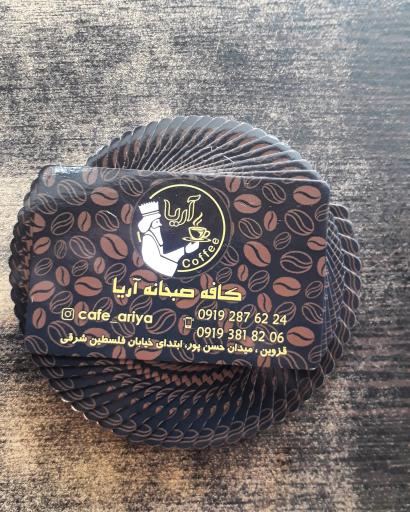 آریا
Coffee
کافه صبحانه آریا
cafe_ariya
0919 287 62 24
0919 381 82 06
قزوین ، میدان حسن پور، ابتدای خیابان فلسطین شرقی